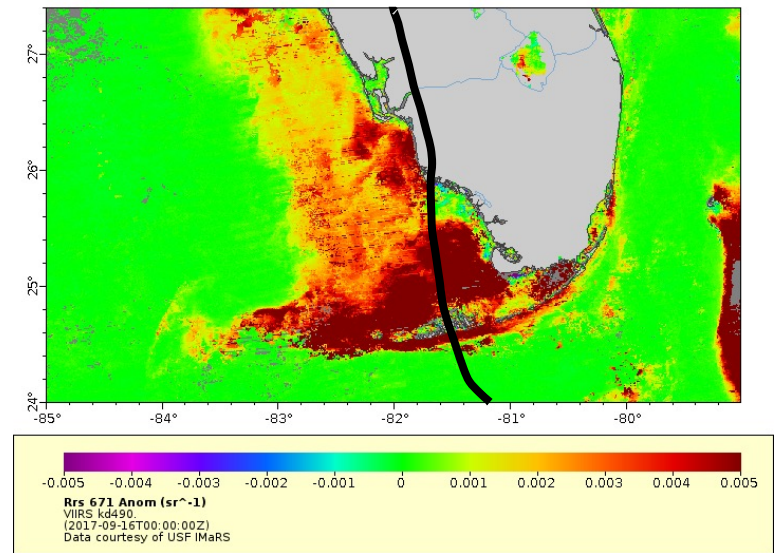 27°
26°
25°
24°
-85 -84 -83 -82 -81 -80
-0.005 -0.004 -0.003 -0.002 -0.001 0 0.001 0.002 0.003 0.004 0.005
Rrs 671 Anom (sr^-1)
VIIRS kd490.
(2017-09-16T00:00:00Z)
Data courtesy of USF IMaRS